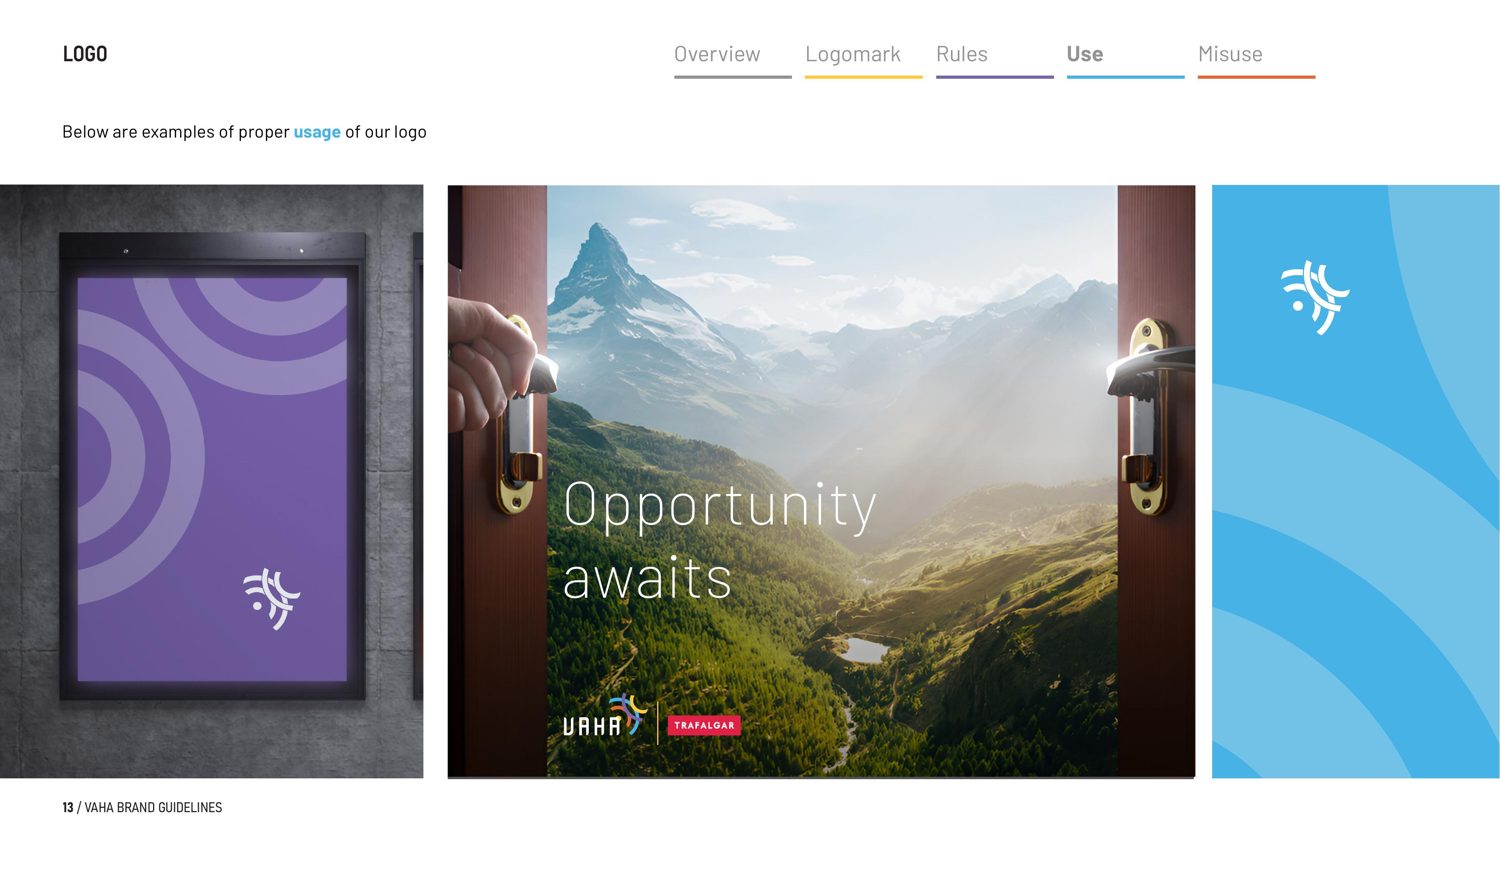 LOGO
Overview
Logomark
Rules
Use
Misuse
Below are examples of proper usage of our logo
Opportunity
awaits
VAHA
TRAFALGAR
13 / VAHA BRAND GUIDELINES